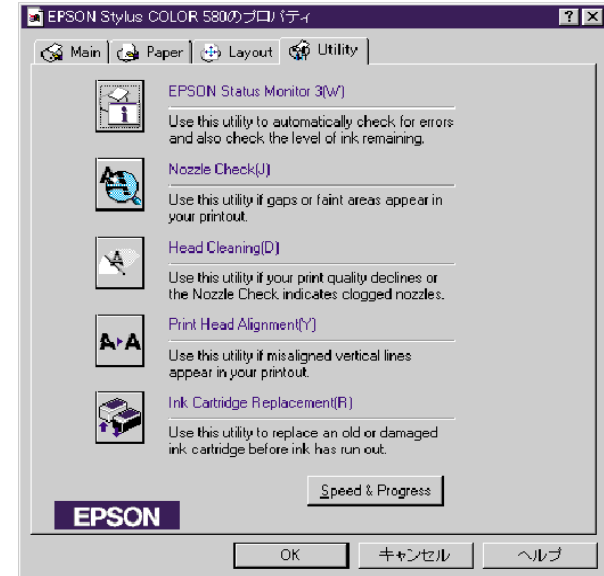 EPSON Stylus COLOR 580のプロパティ
Main Paper Layout Utility
EPSON Status Monitor 3(W)
Use this utility to automatically check for errors
and also check the level of ink remaining.
Nozzle Check(J)
Use this utility if gaps or faint areas appear in
your printout.
Head Cleaning(D)
Use this utility if your print quality declines or
the Nozzle Check indicates clogged nozzles.
Print Head Alignment(Y)
Use this utility if misaligned vertical lines
appear in your printout.
Ink Cartridge Replacement(R)
Use this utility to replace an old or damaged
ink cartridge before ink has run out.
Speed & Progress
EPSON
OK キャンセル ヘルプ